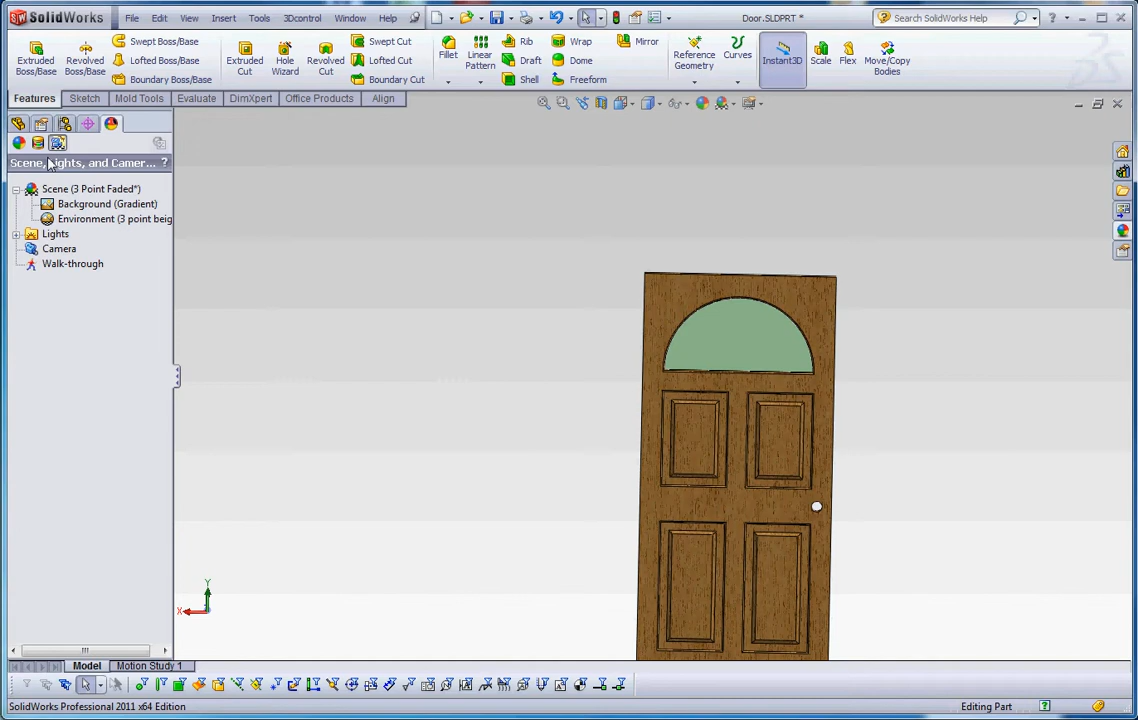 SolidWorks File Edit View Insert Tools 3Dcontrol Window Help Door.SLDPRT * Search SolidWorks Help
Extruded Boss/Base
Revolved Boss/Base
Swept Boss/Base
Lofted Boss/Base
Boundary Boss/Base
Extruded Cut
Hole Wizard
Revolved Cut
Swept Cut
Lofted Cut
Boundary Cut
Fillet
Linear Pattern
Rib
Draft
Shell
Wrap
Dome
Freeform
Mirror
Reference Geometry
Curves
Instant3D
Scale
Flex
Move/Copy Bodies
Features Sketch Mold Tools Evaluate DimXpert Office Products Align
Scene, Lights, and Camer... ?
Scene (3 Point Faded*)
Background (Gradient)
Environment (3 point beig
Lights
Camera
Walk-through
Y
X
Model Motion Study 1
SolidWorks Professional 2011 x64 Edition Editing Part